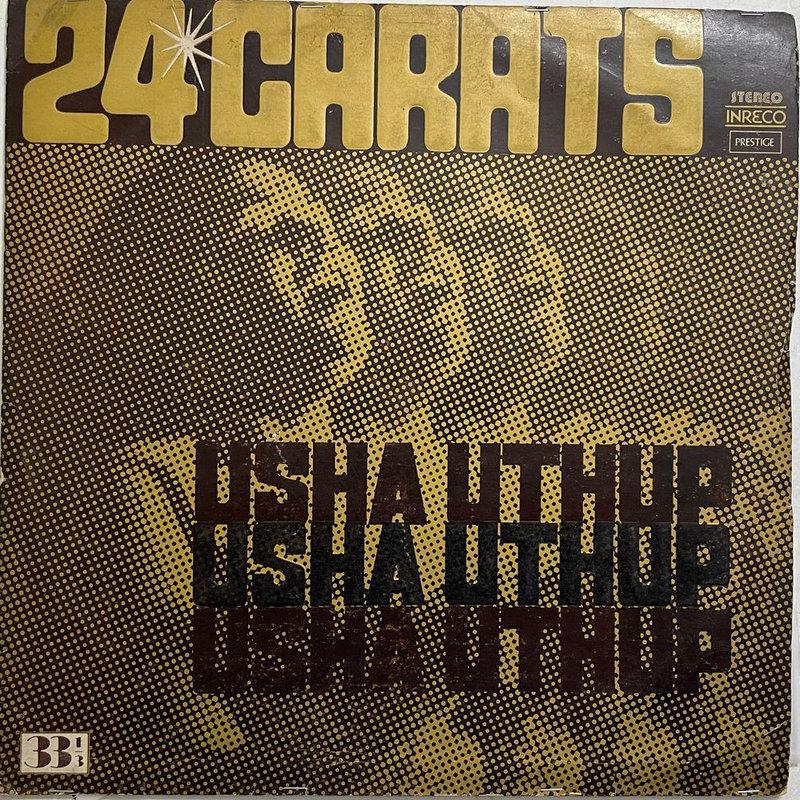 24 CARATS
STEREO
INRECO
PRESTIGE
USHA UTHUP
USHA UTHUP
USHA UTHUP
33 1/3